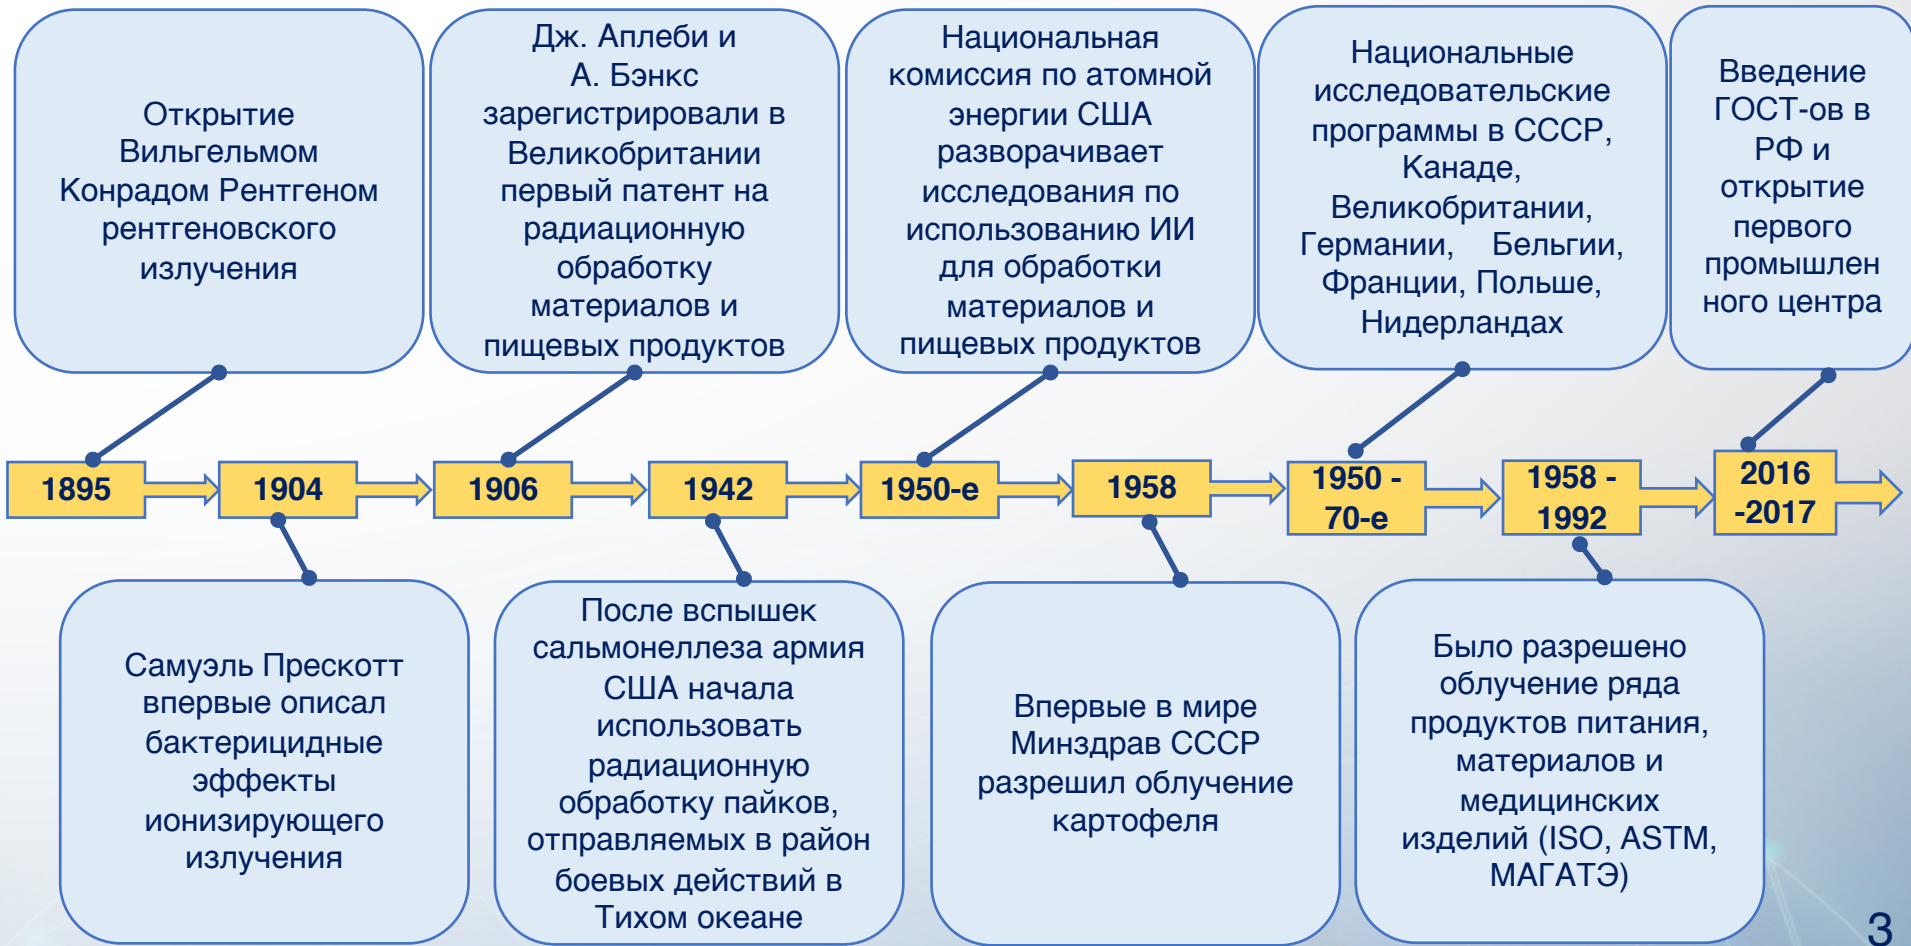 Открытие
Вильгельмом
Конрадом Рентгеном
рентгеновского
излучения
Дж. Аплеби и
А. Бэнкс
зарегистрировали в
Великобритании
первый патент на
радиационную
обработку
материалов и
пищевых продуктов
Национальная
комиссия по атомной
энергии США
разворачивает
исследования по
использованию ИИ
для обработки
материалов и
пищевых продуктов
Национальные
исследовательские
программы в СССР,
Канаде,
Великобритании,
Германии, Бельгии,
Франции, Польше,
Нидерландах
Введение
ГОСТ-ов в
РФ и
открытие
первого
промышлен
ного центра
1895
1904
1906
1942
1950-е
1958
1950 -
70-е
1958 -
1992
2016
-2017
Самуэль Прескотт
впервые описал
бактерицидные
эффекты
ионизирующего
излучения
После вспышек
сальмонеллеза армия
США начала
использовать
радиационную
обработку пайков,
отправляемых в район
боевых действий в
Тихом океане
Впервые в мире
Минздрав СССР
разрешил облучение
картофеля
Было разрешено
облучение ряда
продуктов питания,
материалов и
медицинских
изделий (ISO, ASTM,
МАГАТЭ)
3